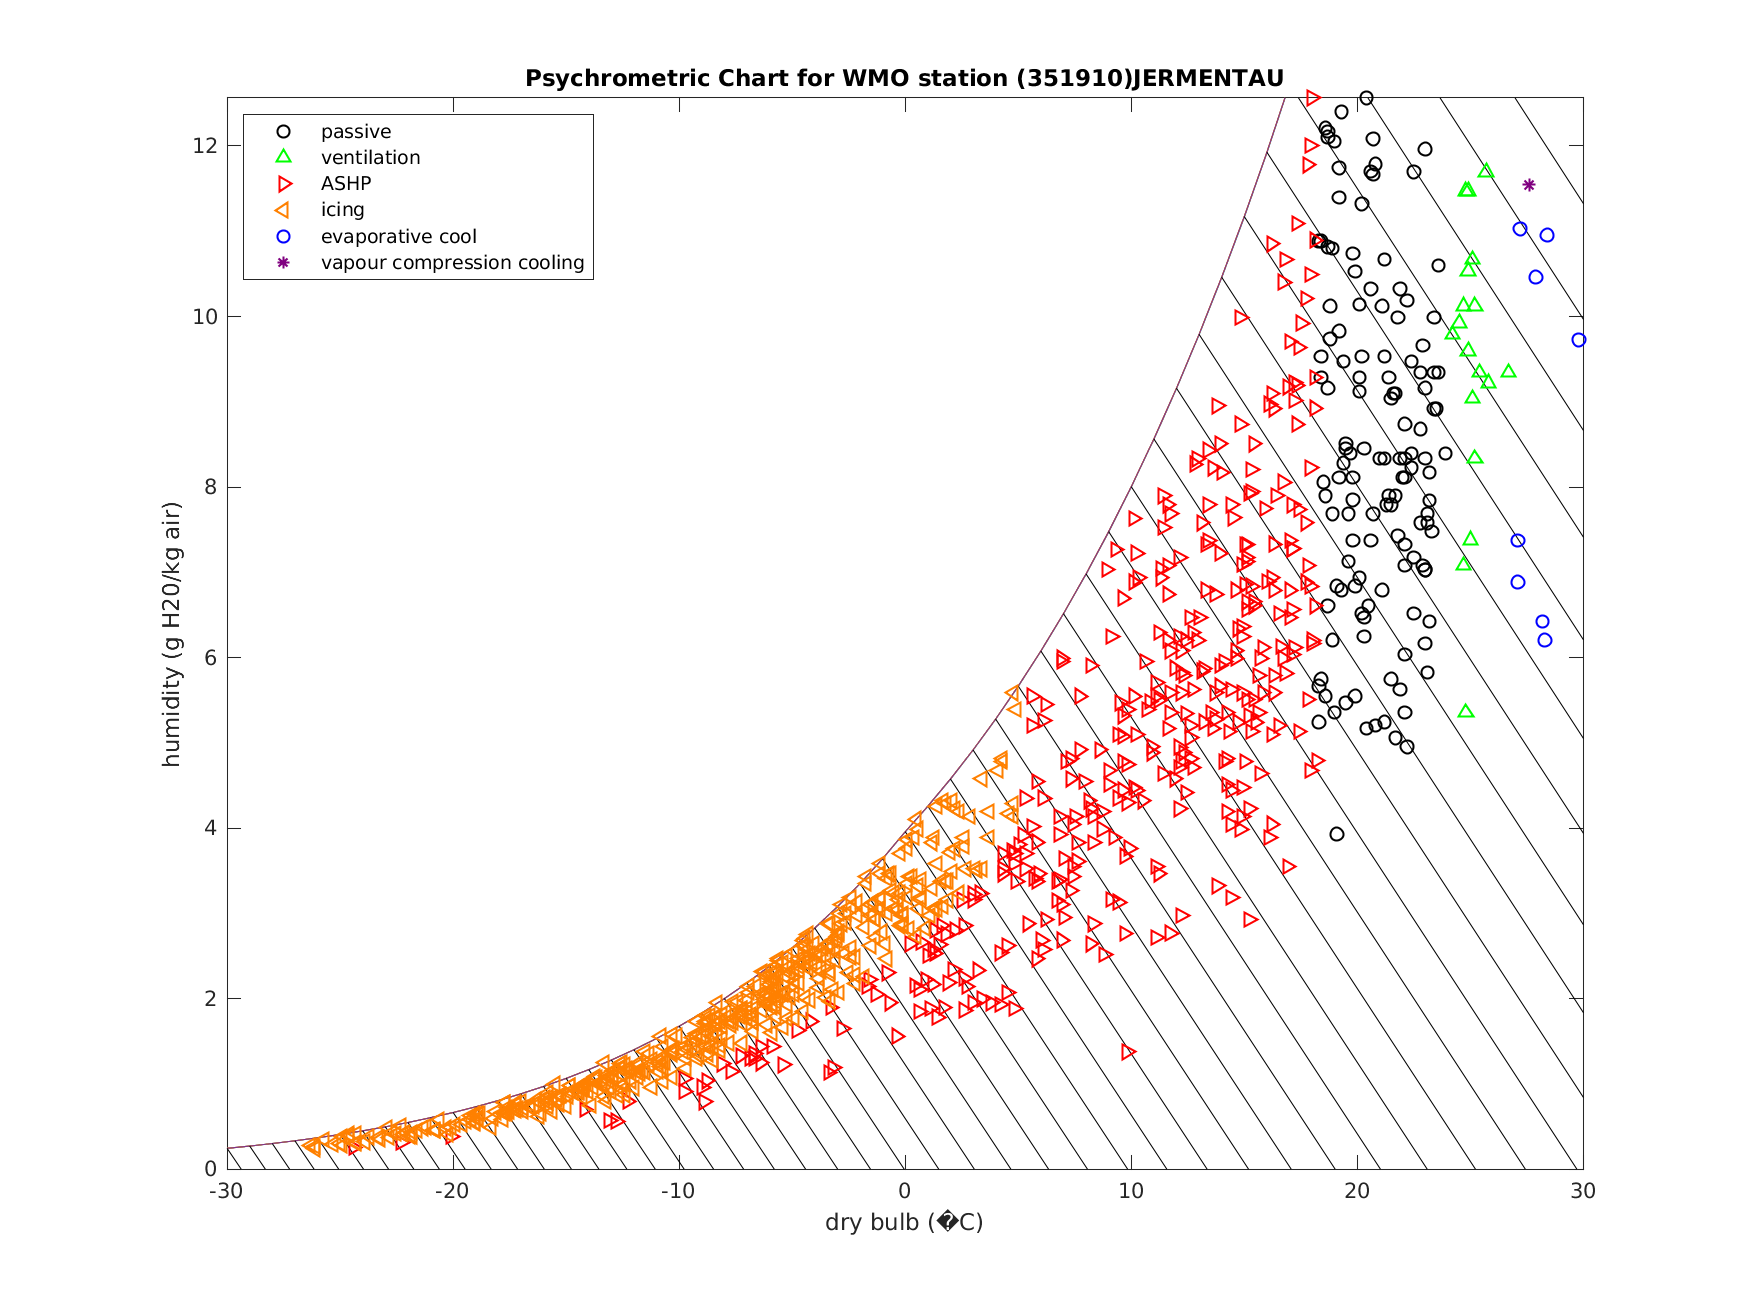 Psychrometric Chart for WMO station (351910)JERMENTAU
passive
ventilation
ASHP
icing
evaporative cool
vapour compression cooling
humidity (g H20/kg air)
12
10
8
6
4
2
0
-30 -20 -10 0 10 20 30
dry bulb (�C)